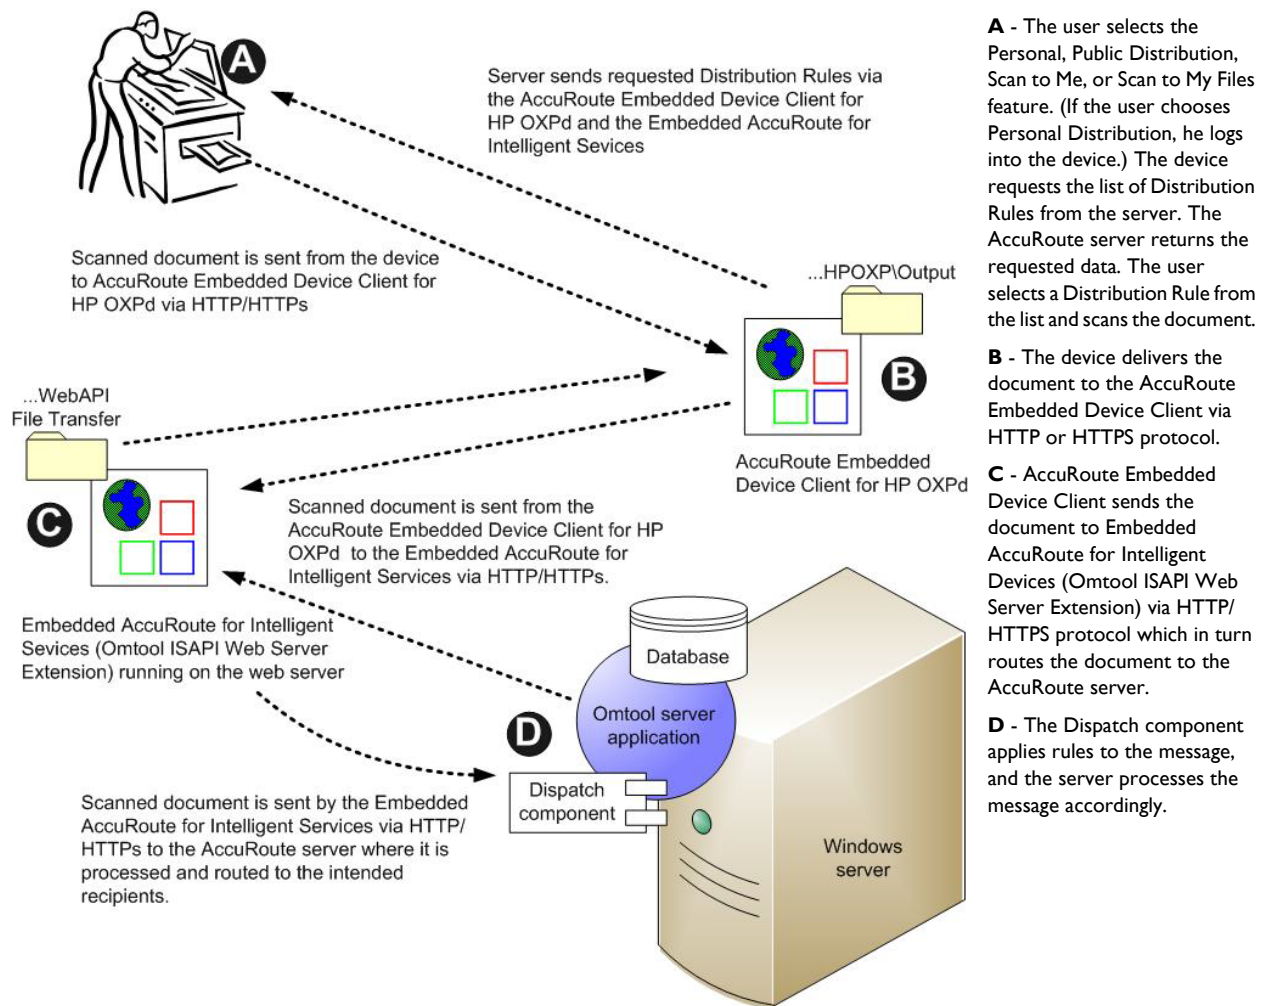 A
Server sends requested Distribution Rules via
the AccuRoute Embedded Device Client for
HP OXPd and the Embedded AccuRoute for
Intelligent Sevices
Scanned document is sent from the device
to AccuRoute Embedded Device Client for
HP OXPd via HTTP/HTTPs
...HPOXP\Output
B
AccuRoute Embedded
Device Client for HP OXPd
...WebAPI
File Transfer
C
Scanned document is sent from the
AccuRoute Embedded Device Client for HP
OXPd to the Embedded AccuRoute for
Intelligent Services via HTTP/HTTPs.
Embedded AccuRoute for Intelligent
Sevices (Omtool ISAPI Web Server
Extension) running on the web server
Database
Omtool server
application
D
Dispatch
component
Windows
server
Scanned document is sent by the Embedded
AccuRoute for Intelligent Services via HTTP/
HTTPs to the AccuRoute server where it is
processed and routed to the intended
recipients.
A - The user selects the
Personal, Public Distribution,
Scan to Me, or Scan to My Files
feature. (If the user chooses
Personal Distribution, he logs
into the device.) The device
requests the list of Distribution
Rules from the server. The
AccuRoute server returns the
requested data. The user
selects a Distribution Rule from
the list and scans the document.
B - The device delivers the
document to the AccuRoute
Embedded Device Client via
HTTP or HTTPS protocol.
C - AccuRoute Embedded
Device Client sends the
document to Embedded
AccuRoute for Intelligent
Devices (Omtool ISAPI Web
Server Extension) via HTTP/
HTTPS protocol which in turn
routes the document to the
AccuRoute server.
D - The Dispatch component
applies rules to the message,
and the server processes the
message accordingly.